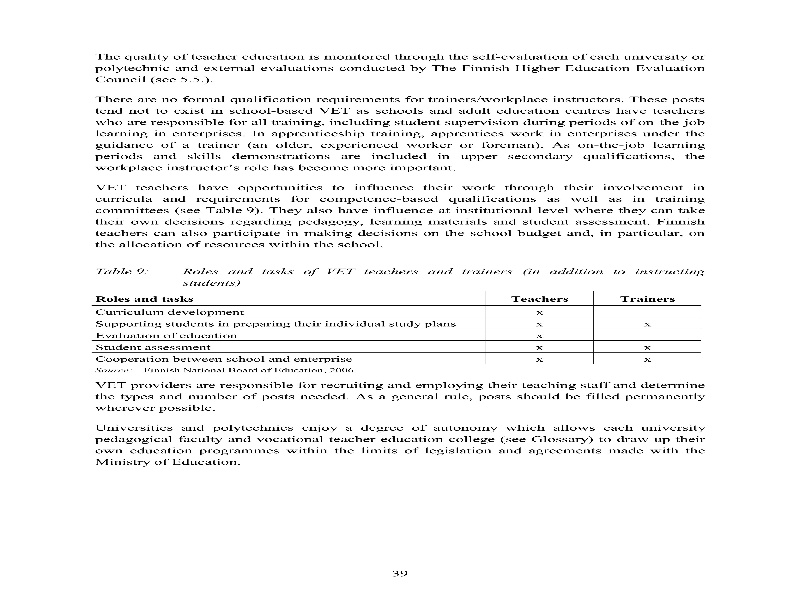 The quality of teacher education is monitored through the self-evaluation of each university or
polytechnic and external evaluations conducted by The Finnish Higher Education Evaluation
Council (see 5.5.).
There are no formal qualification requirements for trainers/workplace instructors. These posts
tend not to exist in school-based VET as schools and adult education centres have teachers
who are responsible for all training, including student supervision during periods of on the job
learning in enterprises. In apprenticeship training, apprentices work in enterprises under the
guidance of a trainer (an older, experienced worker or foreman). As on-the-job learning
periods and skills demonstrations are included in upper secondary qualifications, the
workplace instructor's role has become more important.
VET teachers have opportunities to influence their work through their involvement in
curricula and requirements for competence-based qualifications as well as in training
committees (see Table 9). They also have influence at institutional level where they can take
their own decisions regarding pedagogy, learning materials and student assessment. Finnish
teachers can also participate in making decisions on the school budget and, in particular, on
the allocation of resources within the school.
Table 9: Roles and tasks of VET teachers and trainers (in addition to instructing
students)
Roles and tasks Teachers Trainers
Curriculum development x
Supporting students in preparing their individual study plans x x
Evaluation of education x
Student assessment x x
Cooperation between school and enterprise x x
Source: Finnish National Board of Education, 2006
VET providers are responsible for recruiting and employing their teaching staff and determine
the types and number of posts needed. As a general rule, posts should be filled permanently
wherever possible.
Universities and polytechnics enjoy a degree of autonomy which allows each university
pedagogical faculty and vocational teacher education college (see Glossary) to draw up their
own education programmes within the limits of legislation and agreements made with the
Ministry of Education.
39